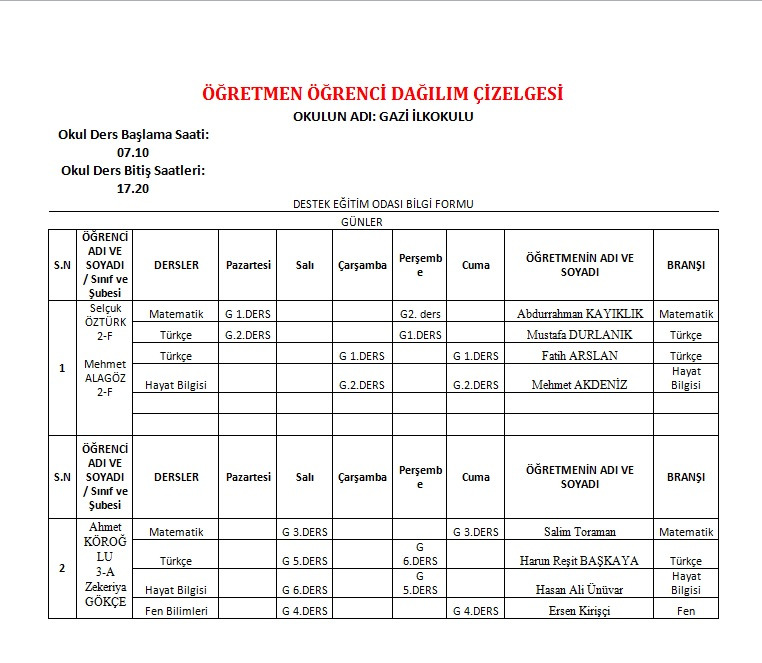 ÖĞRETMEN ÖĞRENCİ DAĞILIM ÇİZELGESİ
OKULUN ADI: GAZİ İLKOKULU
Okul Ders Başlama Saati:
07.10
Okul Ders Bitiş Saatleri:
17.20
DESTEK EĞİTİM ODASI BİLGİ FORMU
GÜNLER
S.N ÖĞRENCİ ADI VE SOYADI / Sınıf ve Şubesi DERSLER Pazartesi Salı Çarşamba Perşembe Cuma ÖĞRETMENİN ADI VE SOYADI BRANŞI
1 Selçuk ÖZTÜRK 2-F Mehmet ALAGÖZ 2-F
Matematik G 1.DERS G2. ders Abdurrahman KAYIKLIK Matematik
Türkçe G.2.DERS G1.DERS Mustafa DURLANIK Türkçe
Türkçe G 1.DERS G 1.DERS Fatih ARSLAN Türkçe
Hayat Bilgisi G.2.DERS G.2.DERS Mehmet AKDENİZ Hayat Bilgisi
S.N ÖĞRENCİ ADI VE SOYADI / Sınıf ve Şubesi DERSLER Pazartesi Salı Çarşamba Perşembe Cuma ÖĞRETMENİN ADI VE SOYADI BRANŞI
2 Ahmet KÖROĞLU 3-A Zekeriya GÖKÇE
Matematik G 3.DERS G 3.DERS Salim Toraman Matematik
Türkçe G 5.DERS G 6.DERS Harun Reşit BAŞKAYA Türkçe
Hayat Bilgisi G 6.DERS G 5.DERS Hasan Ali Ünüvar Hayat Bilgisi
Fen Bilimleri G 4.DERS G 4.DERS Ersen Kirişçi Fen